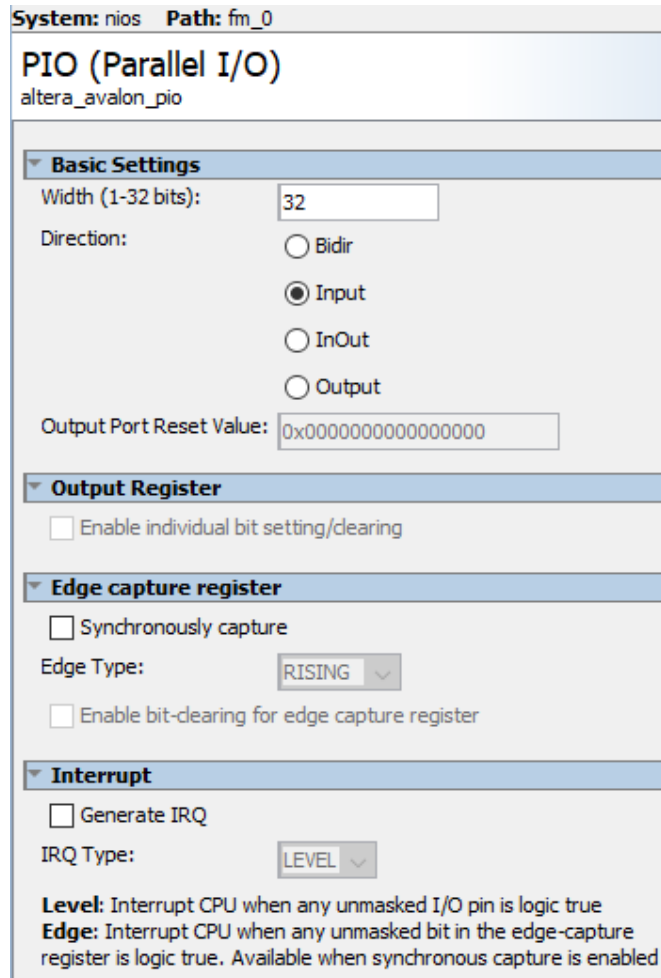 System: nios Path: fm_0
PIO (Parallel I/O)
altera_avalon_pio
Basic Settings
Width (1-32 bits): 32
Direction: Bidir
Input
InOut
Output
Output Port Reset Value: 0x0000000000000000
Output Register
Enable individual bit setting/clearing
Edge capture register
Synchronously capture
Edge Type: RISING
Enable bit-clearing for edge capture register
Interrupt
Generate IRQ
IRQ Type: LEVEL
Level: Interrupt CPU when any unmasked I/O pin is logic true
Edge: Interrupt CPU when any unmasked bit in the edge-capture
register is logic true. Available when synchronous capture is enabled